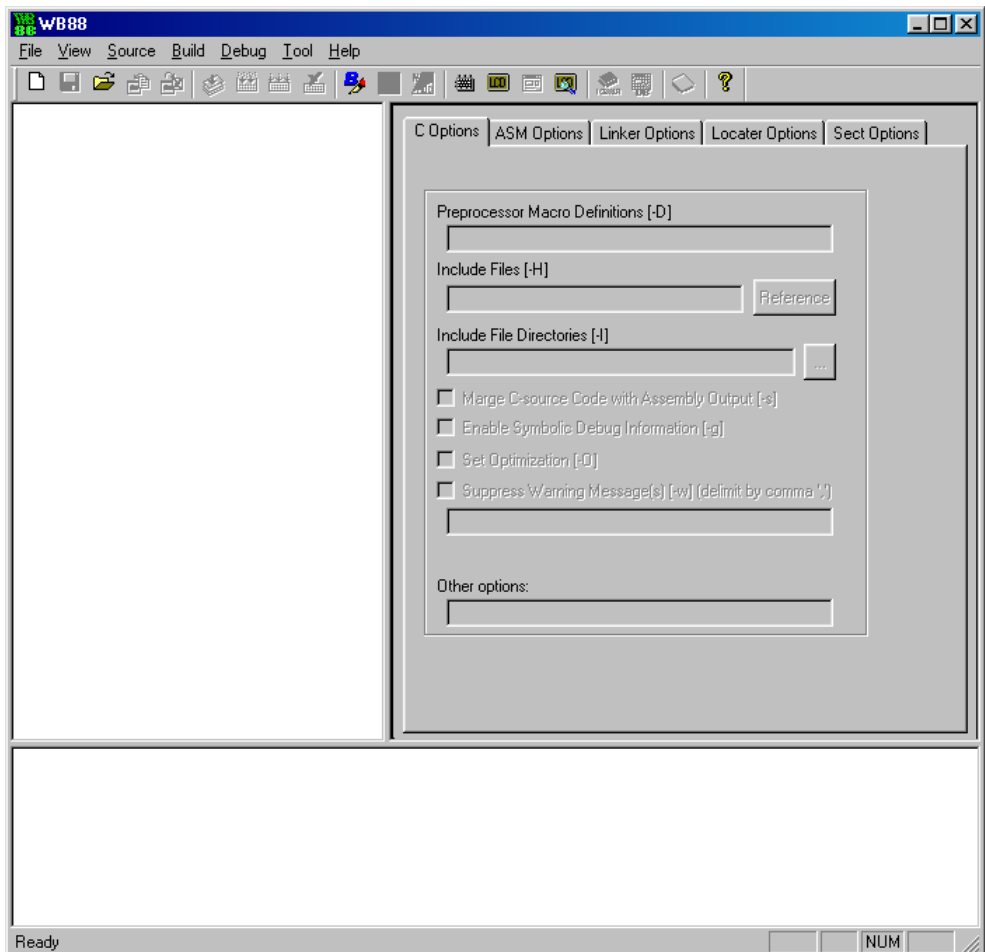 WB88
File View Source Build Debug Tool Help
LCD
C Options ASM Options Linker Options Locater Options Sect Options
Preprocessor Macro Definitions [-D]
Include Files [-H]
Reference
Include File Directories [-I]
...
Marge C-source Code with Assembly Output [-s]
Enable Symbolic Debug Information [-g]
Set Optimization [-O]
Suppress Warning Message(s) [-w] (delimit by comma ',')
Other options:
Ready NUM